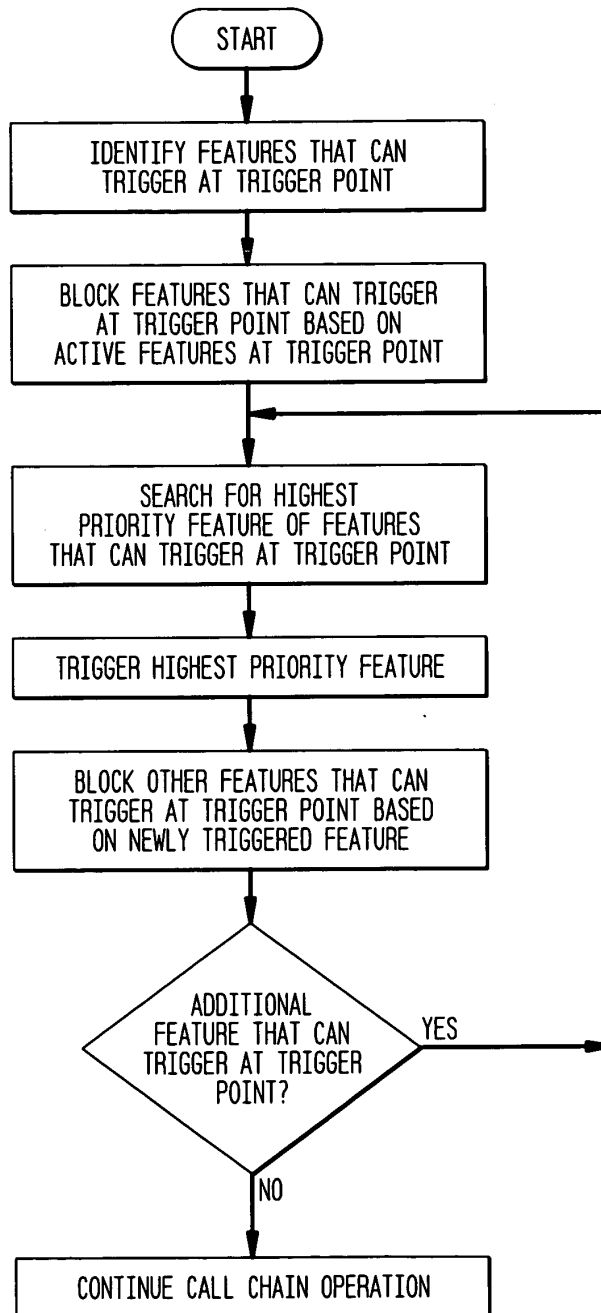 START
IDENTIFY FEATURES THAT CAN
TRIGGER AT TRIGGER POINT
BLOCK FEATURES THAT CAN TRIGGER
AT TRIGGER POINT BASED ON
ACTIVE FEATURES AT TRIGGER POINT
SEARCH FOR HIGHEST
PRIORITY FEATURE OF FEATURES
THAT CAN TRIGGER AT TRIGGER POINT
TRIGGER HIGHEST PRIORITY FEATURE
BLOCK OTHER FEATURES THAT CAN
TRIGGER AT TRIGGER POINT BASED
ON NEWLY TRIGGERED FEATURE
ADDITIONAL
FEATURE THAT CAN
TRIGGER AT TRIGGER
POINT?
YES
NO
CONTINUE CALL CHAIN OPERATION